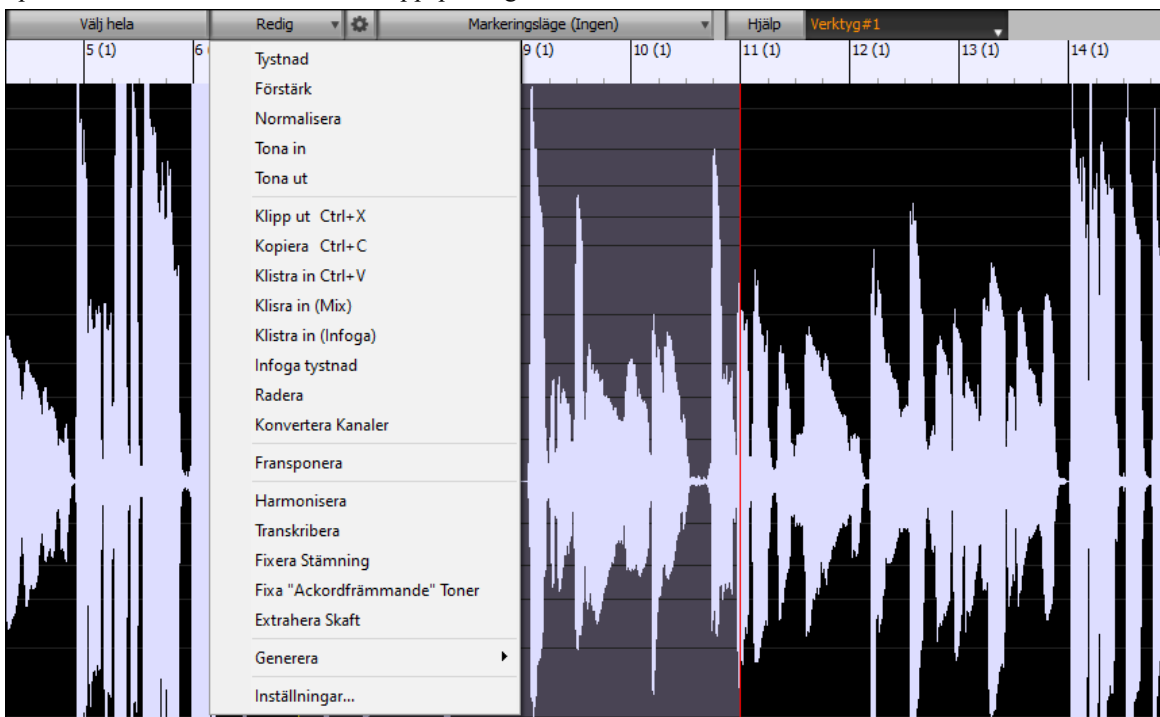 Välj hela Redig Markeringsläge (Ingen) Hjälp Verktyg#1
5 (1) 6 9 (1) 10 (1) 11 (1) 12 (1) 13 (1) 14 (1)
Tystnad
Förstärk
Normalisera
Tona in
Tona ut
Klipp ut Ctrl+X
Kopiera Ctrl+C
Klistra in Ctrl+V
Klisra in (Mix)
Klistra in (Infoga)
Infoga tystnad
Radera
Konvertera Kanaler
Fransponera
Harmonisera
Transkribera
Fixera Stämning
Fixa "Ackordfrämmande" Toner
Extrahera Skaft
Generera
Inställningar...